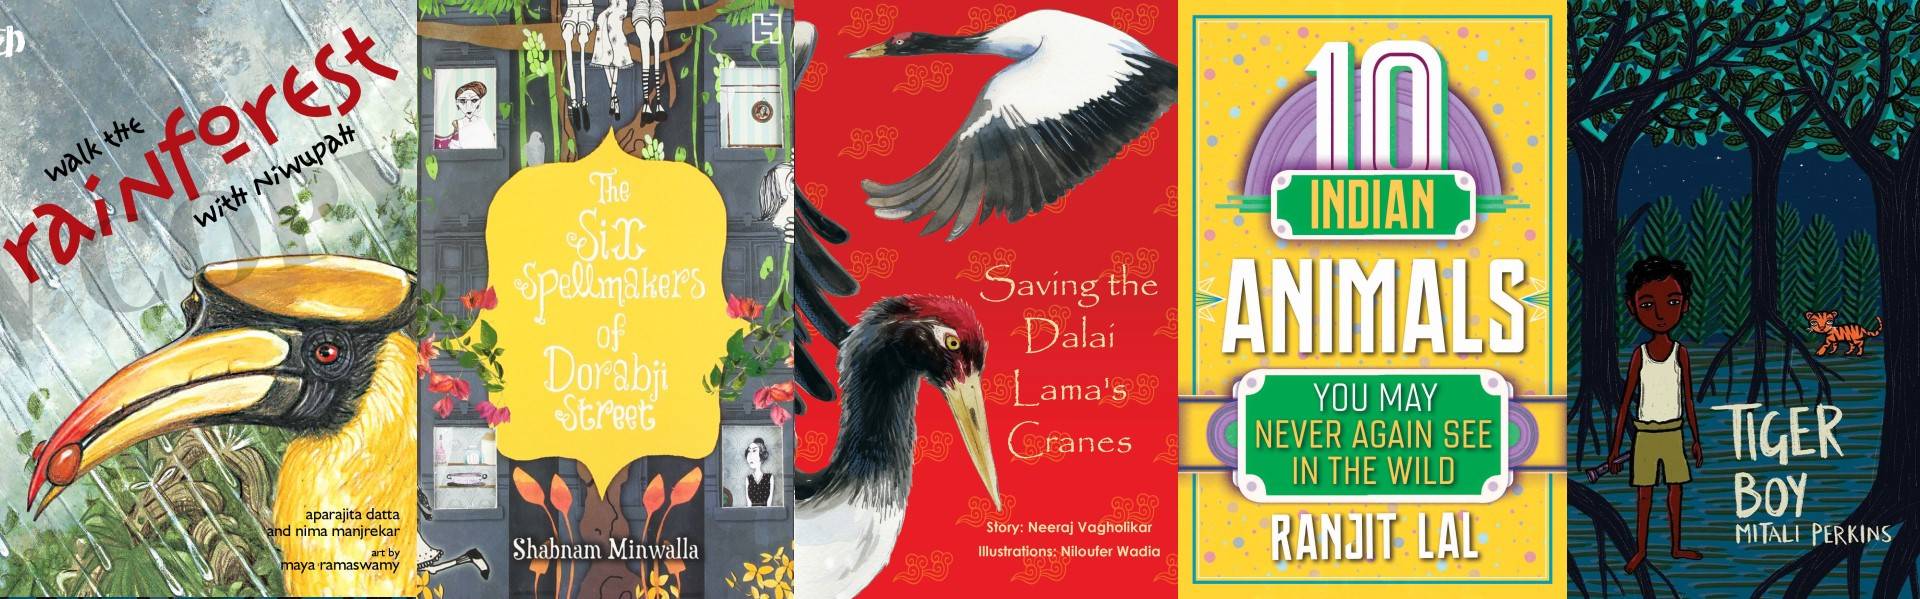 walk the
rainforest
with Niwupah
aparajita datta
and nima manjrekar
art by
maya ramaswamy
The
Six
Spellmakers
of
Dorabji
Street
Shabnam Minwalla
Saving the
Dalai
Lama's
Cranes
Story: Neeraj Vagholikar
Illustrations: Niloufer Wadia
10
INDIAN
ANIMALS
YOU MAY
NEVER AGAIN SEE
IN THE WILD
RANJIT LAL
TIGER
BOY
MITALI PERKINS